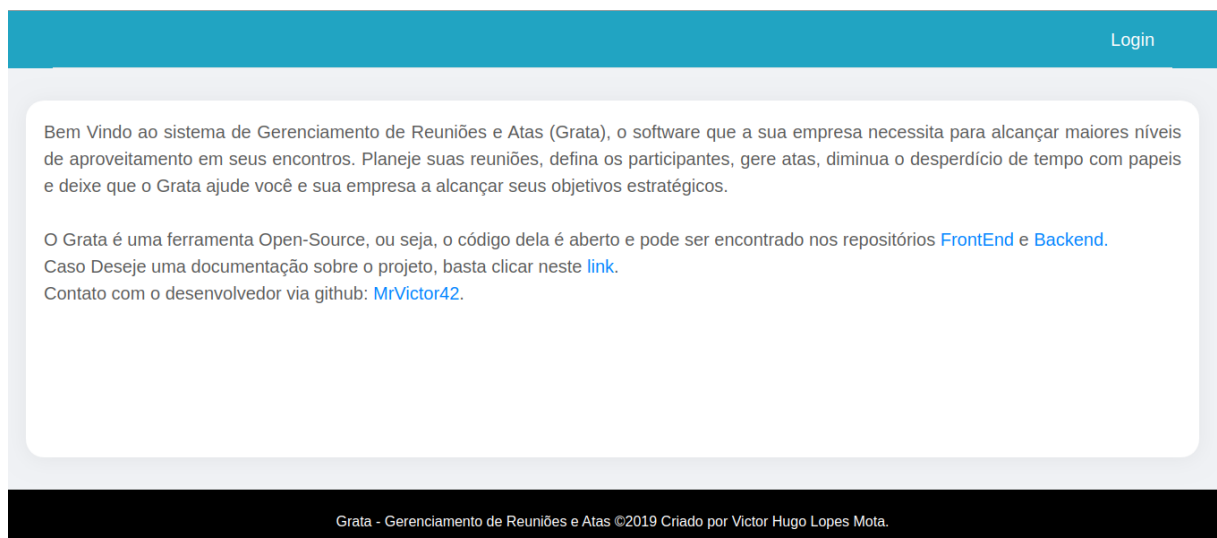 Login
Bem Vindo ao sistema de Gerenciamento de Reuniões e Atas (Grata), o software que a sua empresa necessita para alcançar maiores níveis
de aproveitamento em seus encontros. Planeje suas reuniões, defina os participantes, gere atas, diminua o desperdício de tempo com papeis
e deixe que o Grata ajude você e sua empresa a alcançar seus objetivos estratégicos.
O Grata é uma ferramenta Open-Source, ou seja, o código dela é aberto e pode ser encontrado nos repositórios FrontEnd e Backend.
Caso Deseje uma documentação sobre o projeto, basta clicar neste link.
Contato com o desenvolvedor via github: MrVictor42.
Grata - Gerenciamento de Reuniões e Atas ©2019 Criado por Victor Hugo Lopes Mota.